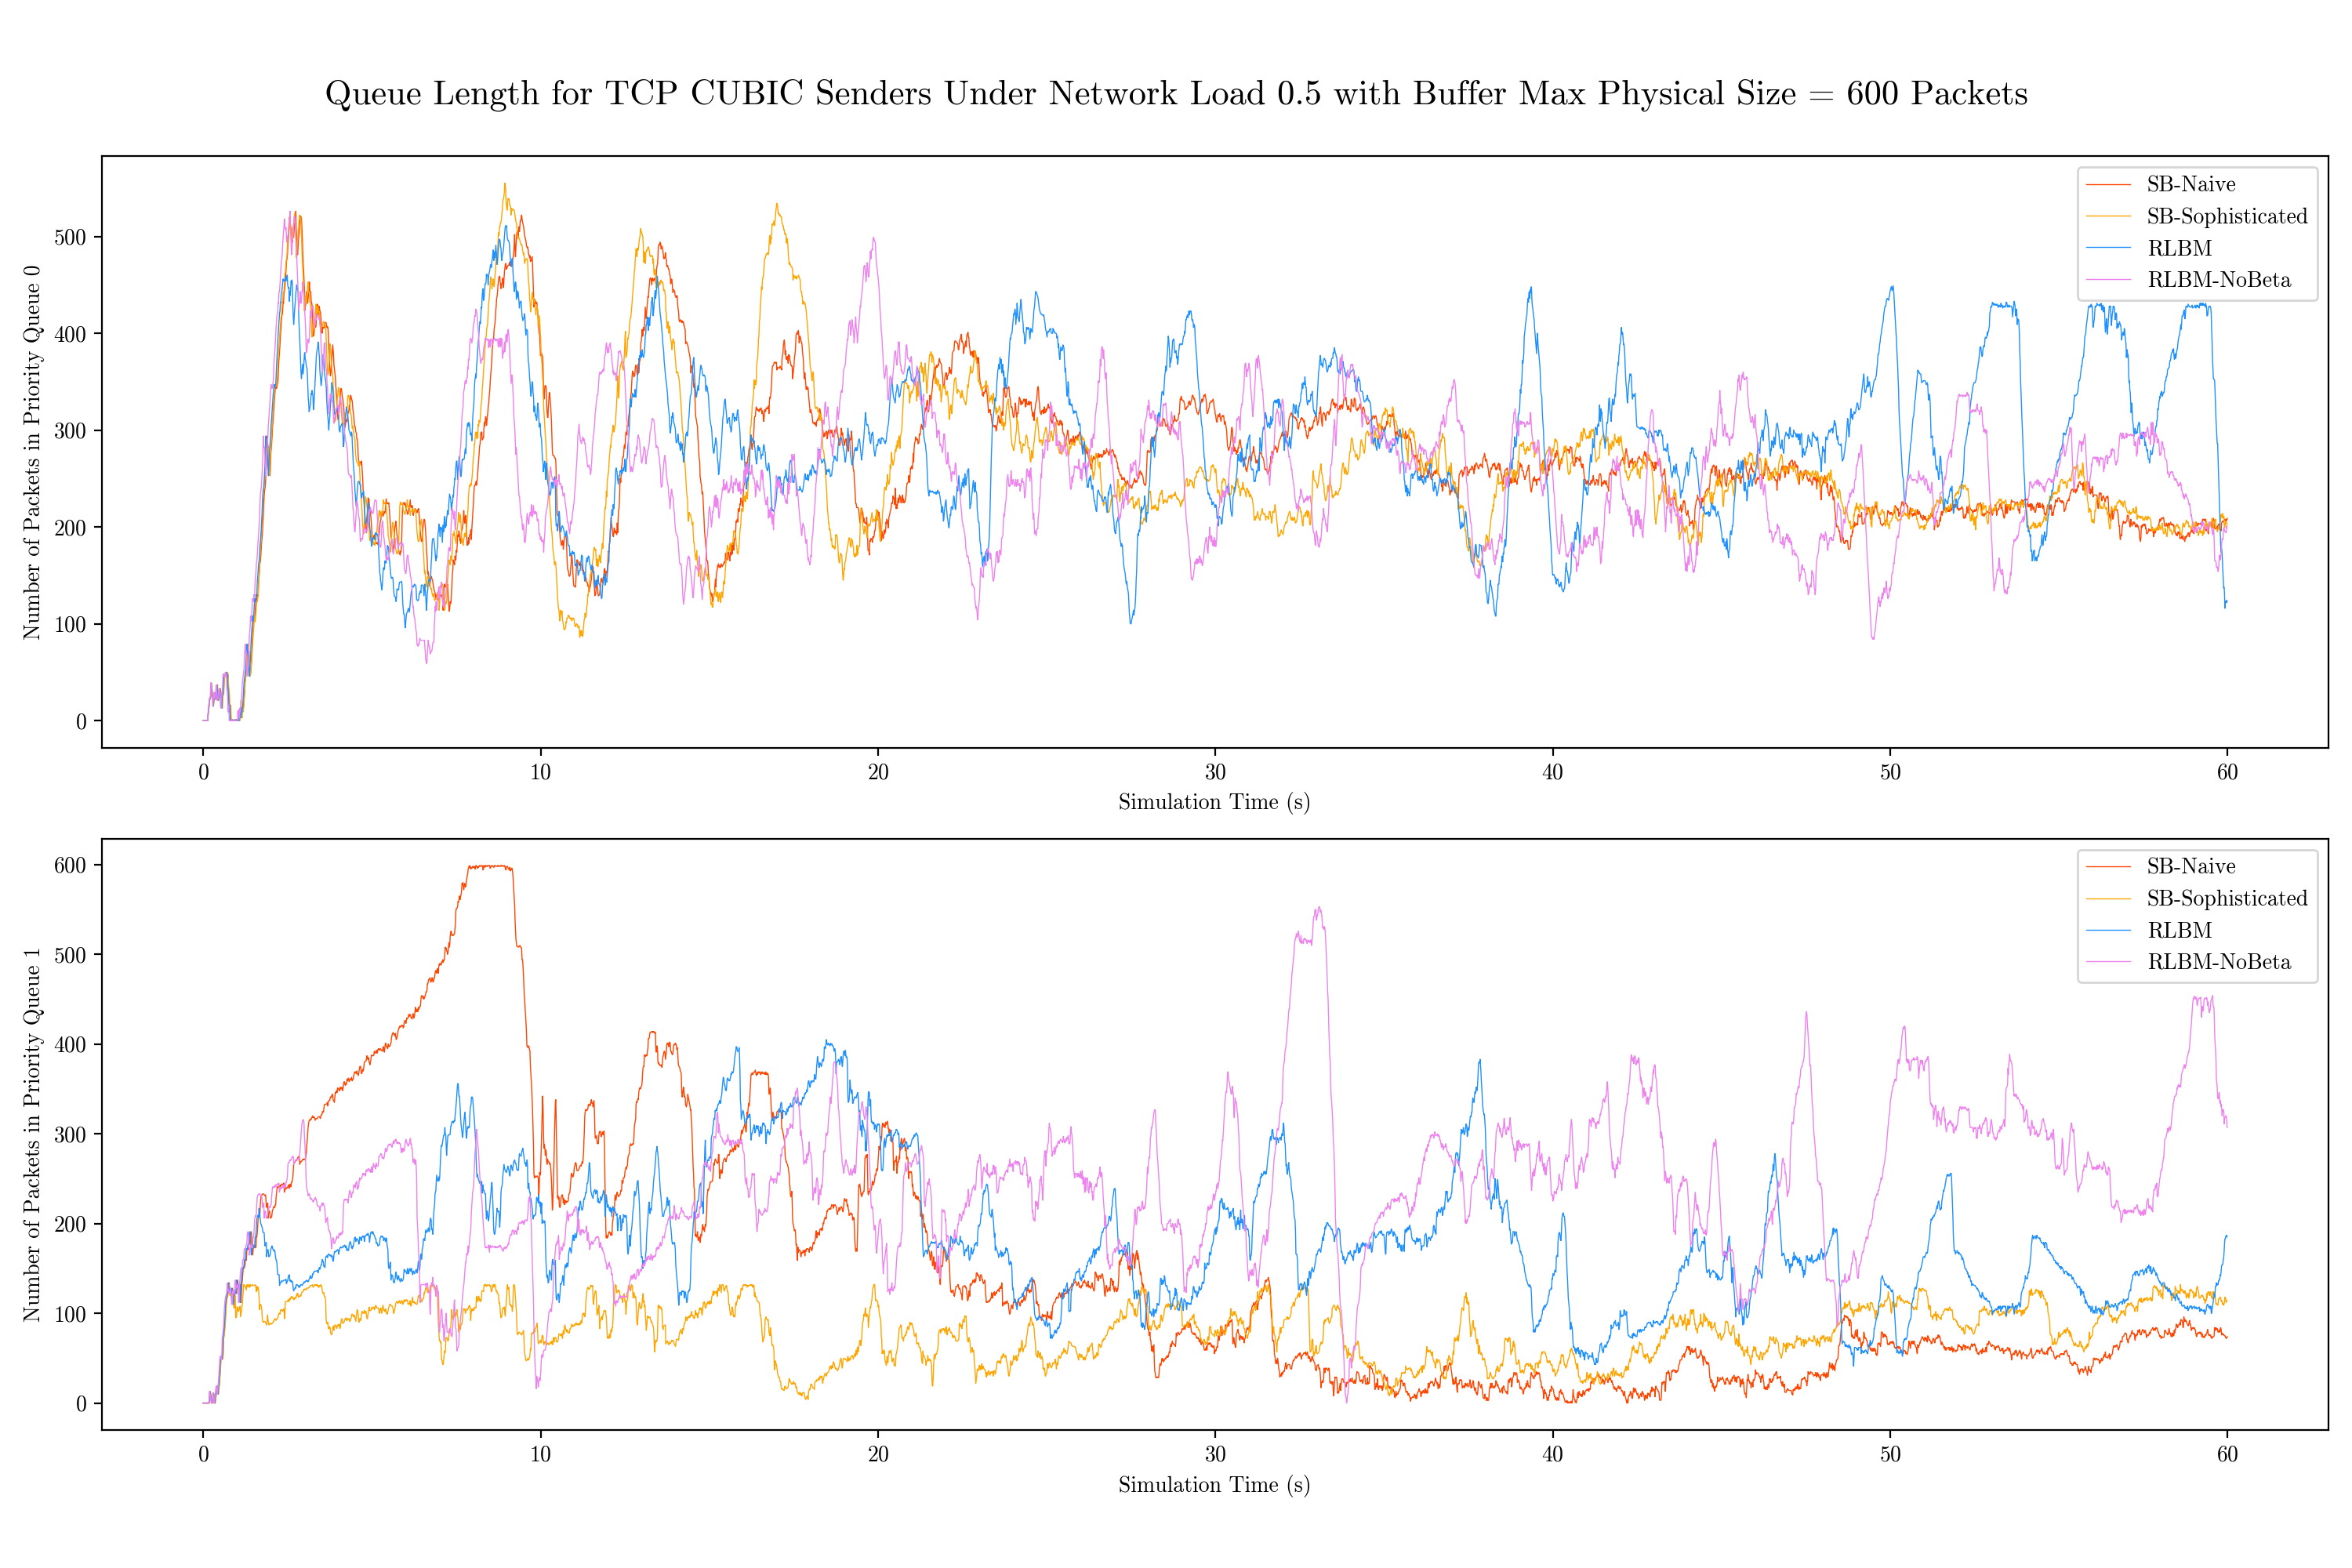 Queue Length for TCP CUBIC Senders Under Network Load 0.5 with Buffer Max Physical Size = 600 Packets
Number of Packets in Priority Queue 0
500
400
300
200
100
0
SB-Naive
SB-Sophisticated
RLBM
RLBM-NoBeta
0 10 20 30 40 50 60
Simulation Time (s)
Number of Packets in Priority Queue 1
600
500
400
300
200
100
0
SB-Naive
SB-Sophisticated
RLBM
RLBM-NoBeta
0 10 20 30 40 50 60
Simulation Time (s)